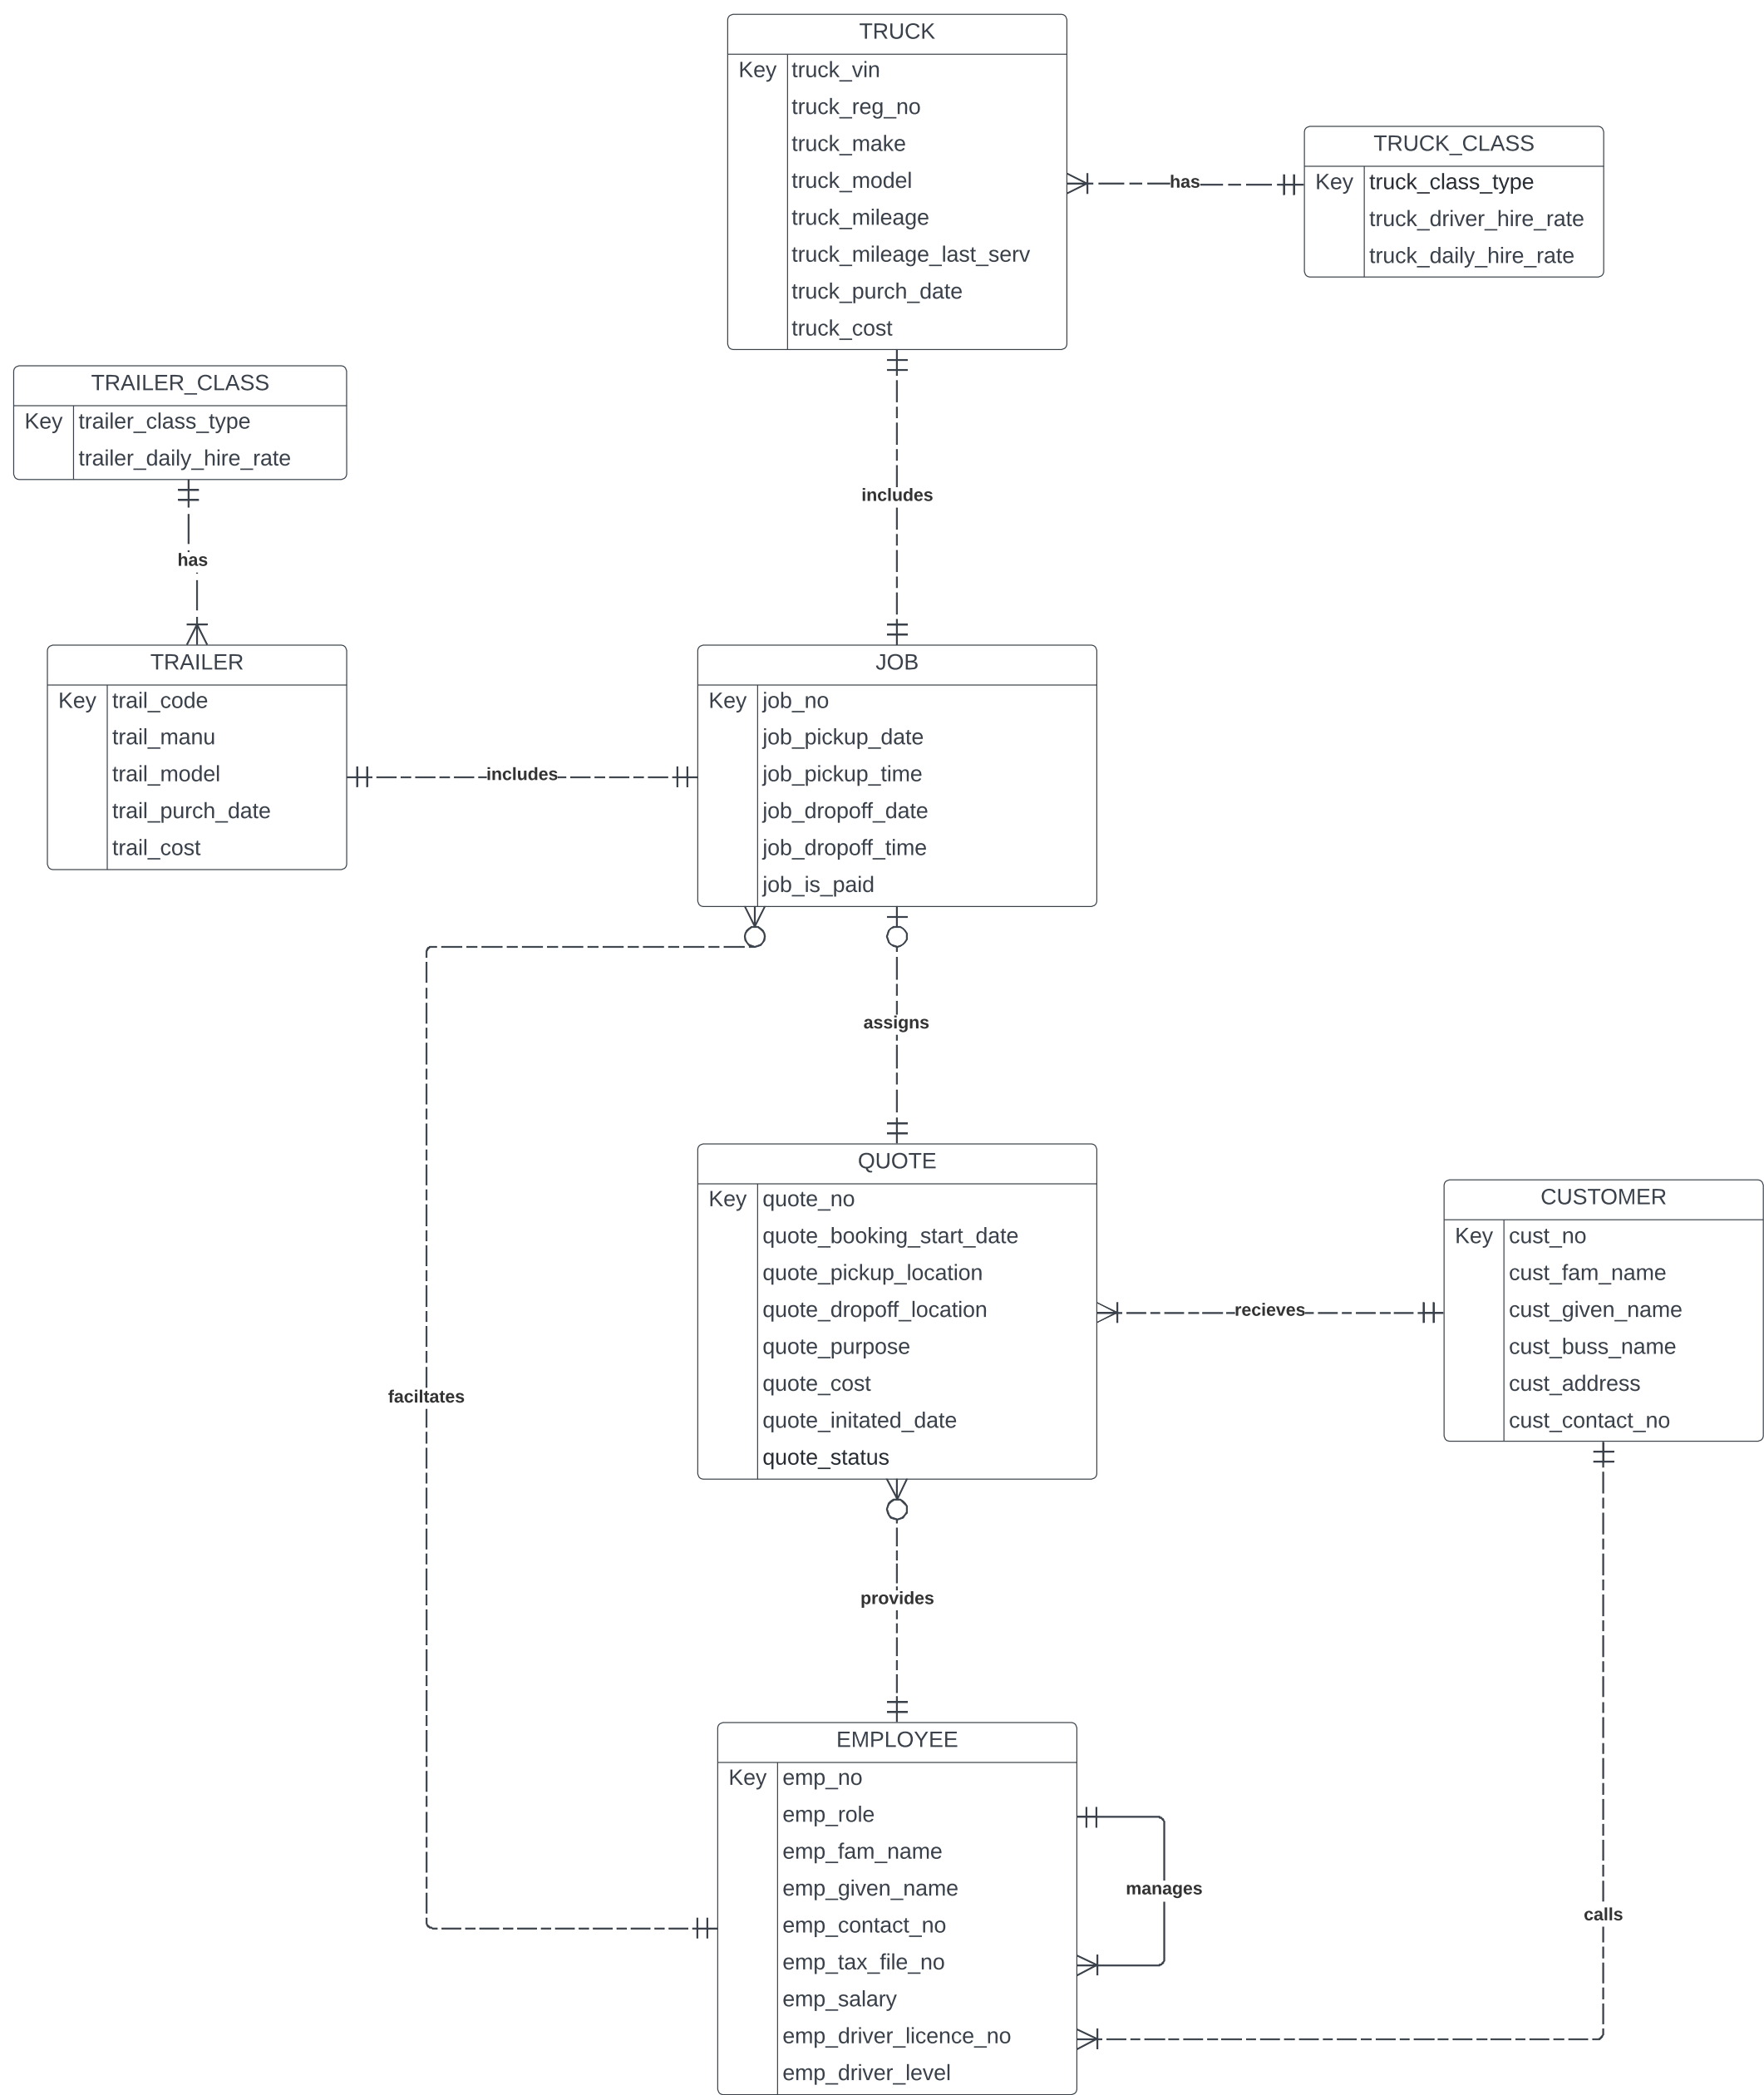 TRUCK
Key truck_vin
truck_reg_no
truck_make
truck_model
truck_mileage
truck_mileage_last_serv
truck_purch_date
truck_cost
has
TRUCK_CLASS
Key truck_class_type
truck_driver_hire_rate
truck_daily_hire_rate
TRAILER_CLASS
Key trailer_class_type
trailer_daily_hire_rate
includes
has
TRAILER
Key trail_code
trail_manu
trail_model
trail_purch_date
trail_cost
includes
JOB
Key job_no
job_pickup_date
job_pickup_time
job_dropoff_date
job_dropoff_time
job_is_paid
assigns
QUOTE
Key quote_no
quote_booking_start_date
quote_pickup_location
quote_dropoff_location
quote_purpose
quote_cost
quote_initated_date
quote_status
recieves
CUSTOMER
Key cust_no
cust_fam_name
cust_given_name
cust_buss_name
cust_address
cust_contact_no
faciltates
provides
EMPLOYEE
Key emp_no
emp_role
emp_fam_name
emp_given_name
emp_contact_no
emp_tax_file_no
emp_salary
emp_driver_licence_no
emp_driver_level
manages
calls